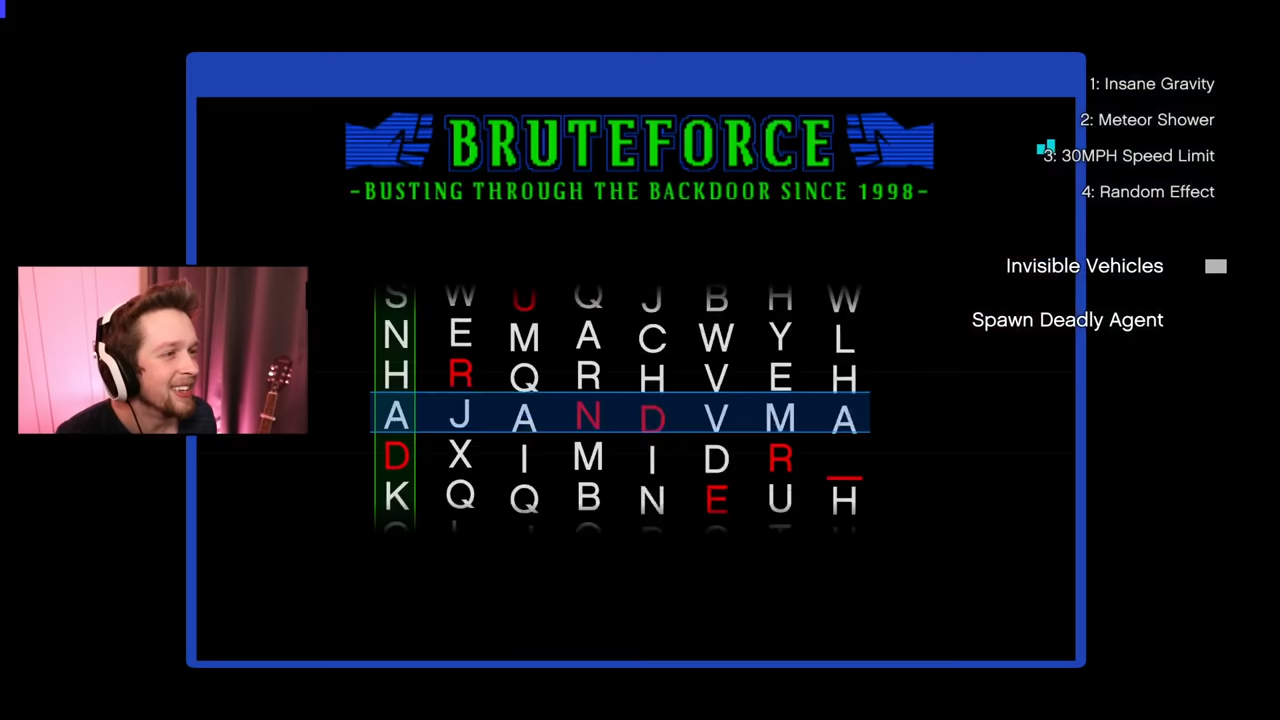 BRUTEFORCE
-BUSTING THROUGH THE BACKDOOR SINCE 1998-
1: Insane Gravity
2: Meteor Shower
3: 30MPH Speed Limit
4: Random Effect
Invisible Vehicles
Spawn Deadly Agent
S W U Q J B H W
N E M A C W Y L
H R Q R H V E H
A J A N D V M A
D X I M I D R _
K Q Q B N E U H